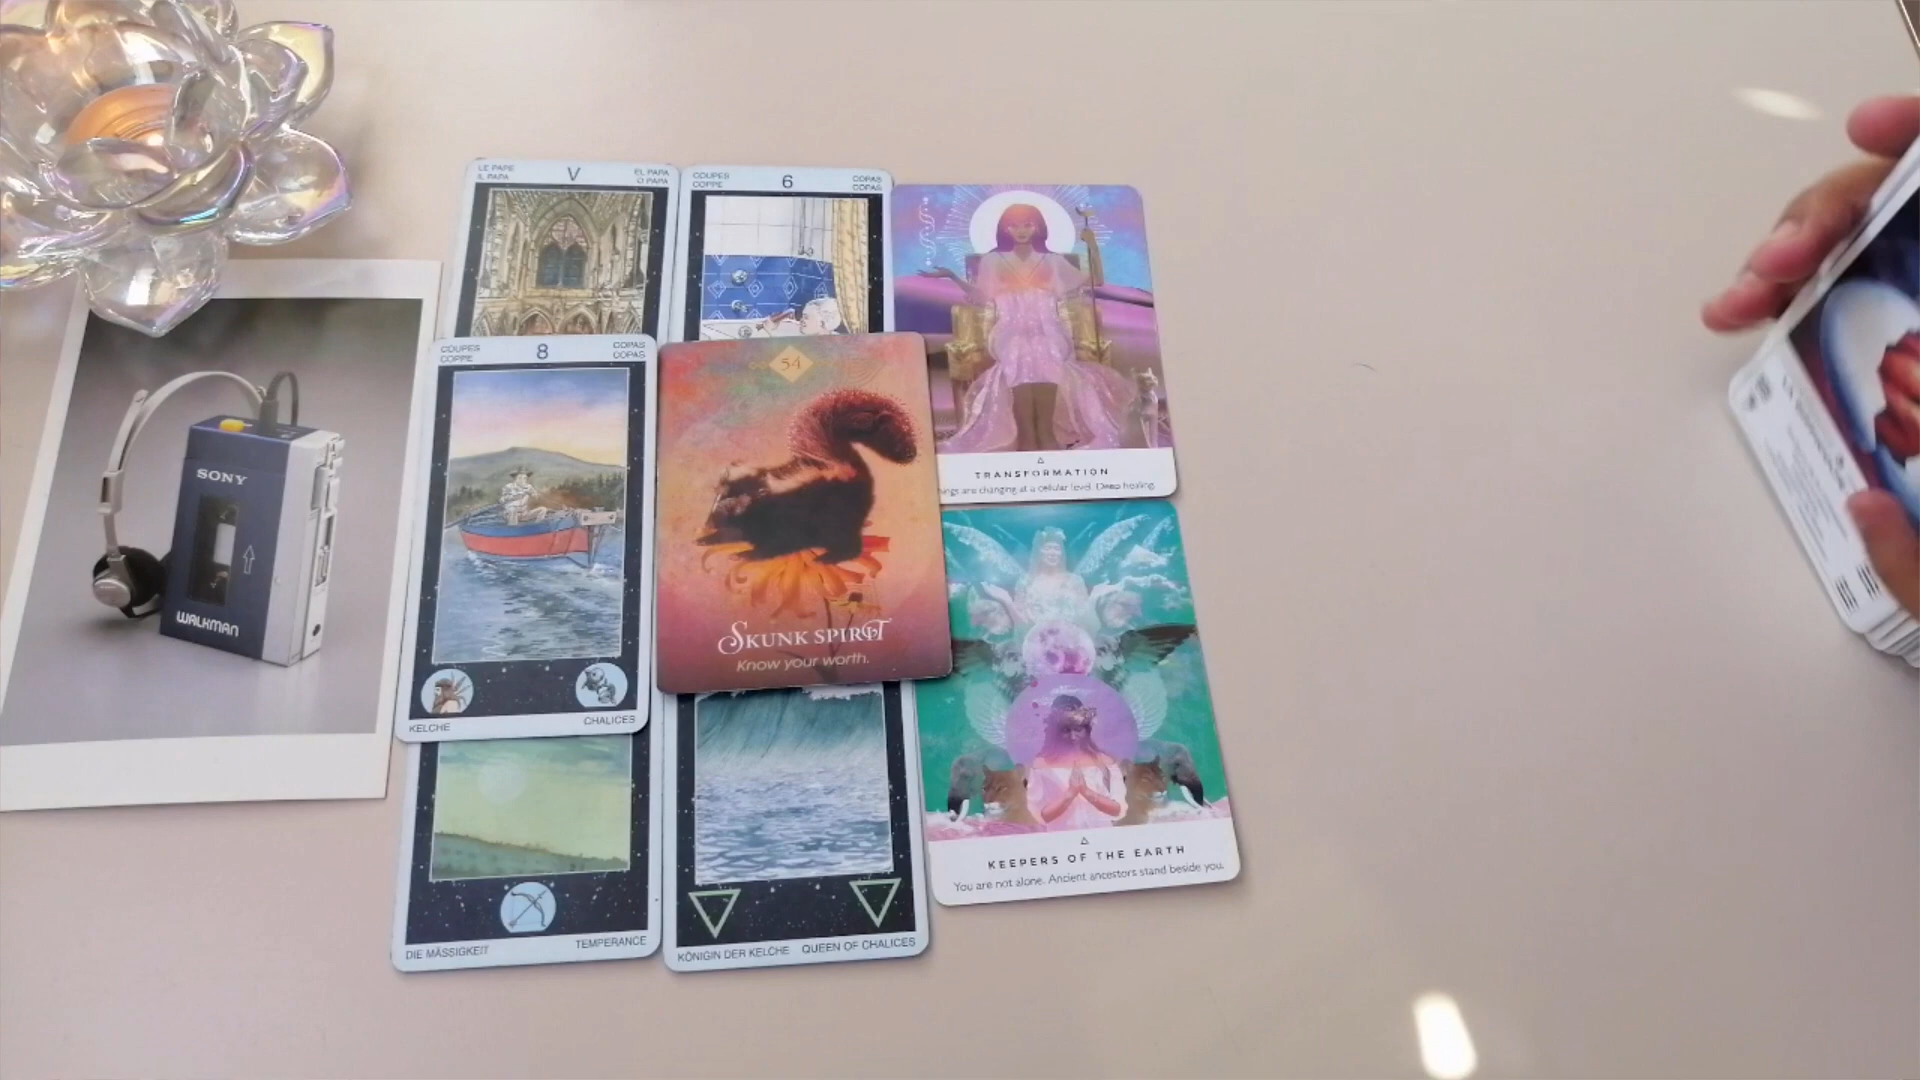 LE PAPE
IL PAPA
V
EL PAPA
O PAPA
COUPES
COPPE
6
COPAS
COPAS
COUPES
COPPE
8
COPAS
COPAS
54
SONY
WALKMAN
TRANSFORMATION
ings are changing at a cellular level. Deep healing.
SKUNK SPIRIT
Know your worth.
KELCHE
CHALICES
KEEPERS OF THE EARTH
You are not alone. Ancient ancestors stand beside you.
DIE MÄSSIGKEIT
TEMPERANCE
KÖNIGIN DER KELCHE
QUEEN OF CHALICES